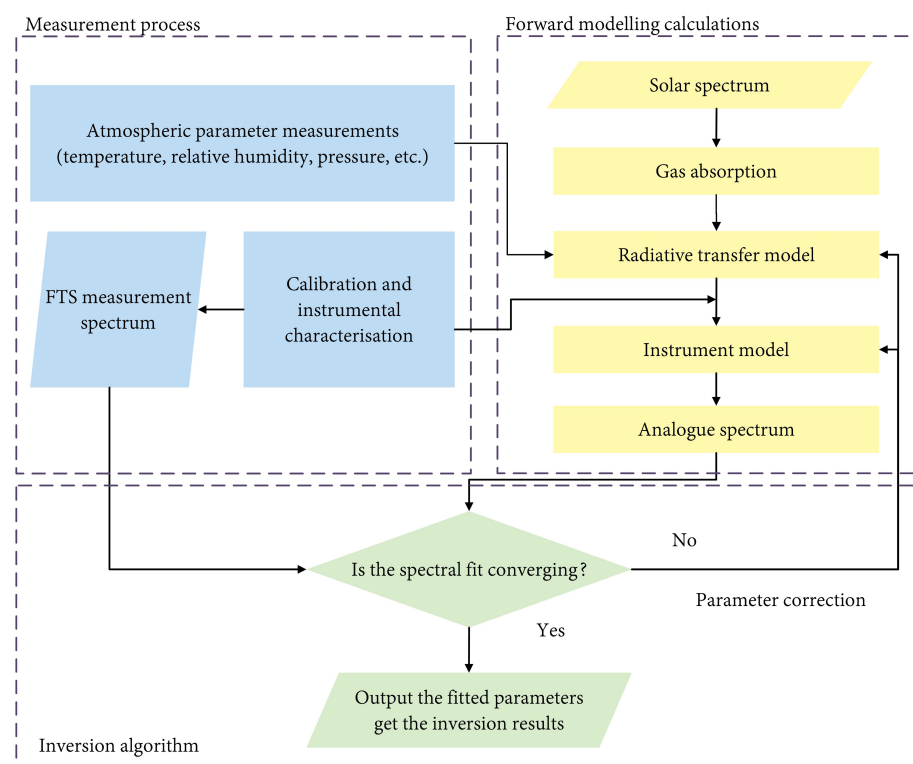 Measurement process
Atmospheric parameter measurements
(temperature, relative humidity, pressure, etc.)
FTS measurement
spectrum
Calibration and
instrumental
characterisation
Forward modelling calculations
Solar spectrum
Gas absorption
Radiative transfer model
Instrument model
Analogue spectrum
Is the spectral fit converging?
No
Parameter correction
Yes
Output the fitted parameters
get the inversion results
Inversion algorithm